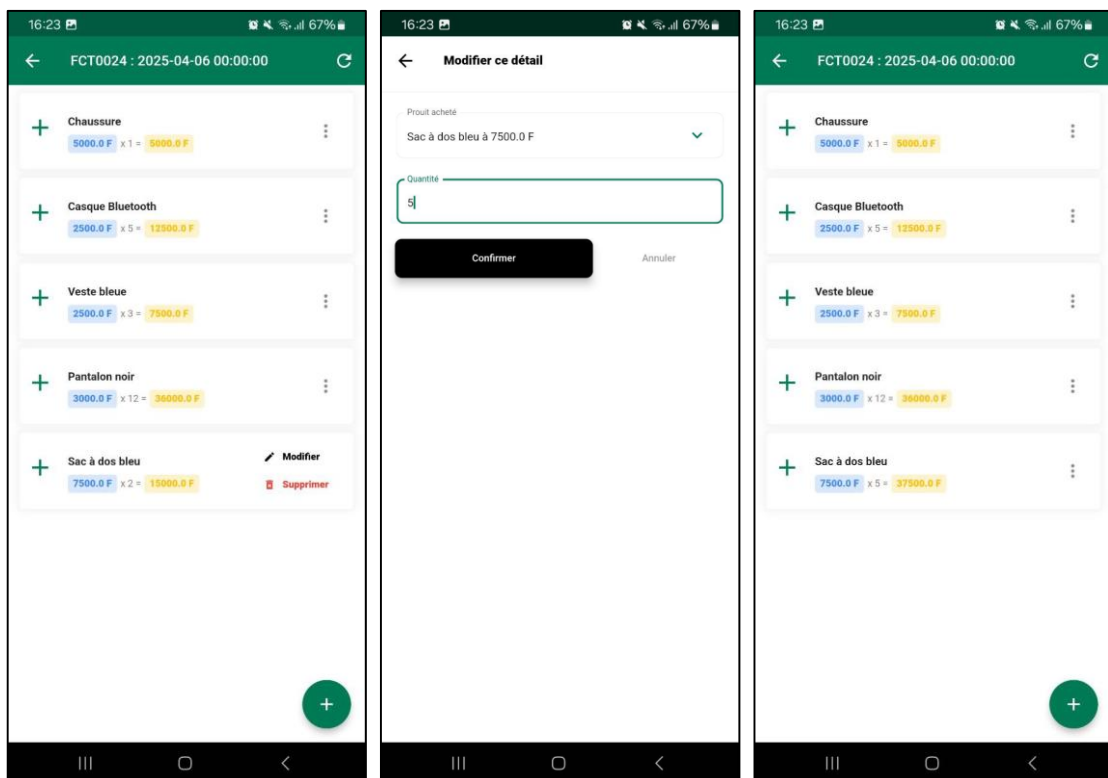 16:23
67%
FCT0024 : 2025-04-06 00:00:00
Chaussure
5000.0 F x 1 = 5000.0 F
Casque Bluetooth
2500.0 F x 5 = 12500.0 F
Veste bleue
2500.0 F x 3 = 7500.0 F
Pantalon noir
3000.0 F x 12 = 36000.0 F
Sac à dos bleu
7500.0 F x 2 = 15000.0 F
Modifier
Supprimer
+
16:23
67%
Modifier ce détail
Prouit acheté
Sac à dos bleu à 7500.0 F
Quantité
5
Confirmer
Annuler
16:23
67%
FCT0024 : 2025-04-06 00:00:00
Chaussure
5000.0 F x 1 = 5000.0 F
Casque Bluetooth
2500.0 F x 5 = 12500.0 F
Veste bleue
2500.0 F x 3 = 7500.0 F
Pantalon noir
3000.0 F x 12 = 36000.0 F
Sac à dos bleu
7500.0 F x 5 = 37500.0 F
+